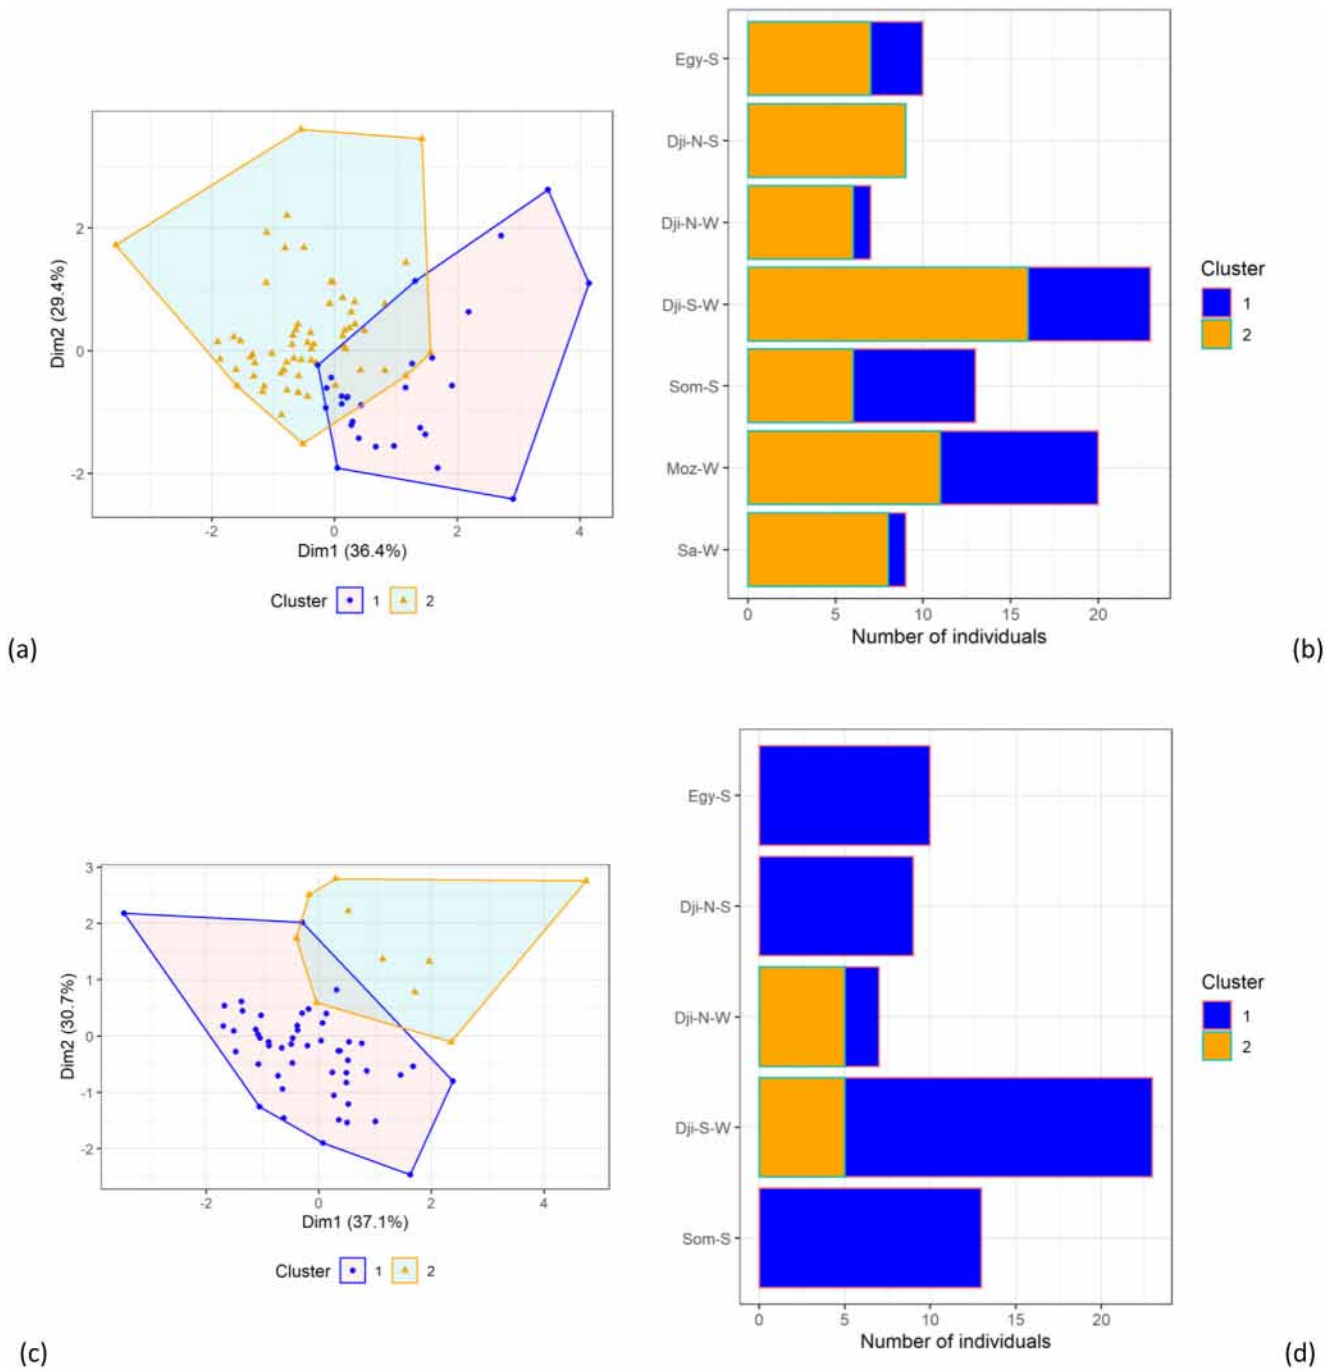 2
0
-2
Dim2 (29.4%)
-2 0 2 4
Dim1 (36.4%)
Cluster 1 2
(a)
Egy-S
Dji-N-S
Dji-N-W
Dji-S-W
Som-S
Moz-W
Sa-W
0 5 10 15 20
Number of individuals
Cluster
1
2
(b)
3
2
1
0
-1
-2
Dim2 (30.7%)
-2 0 2 4
Dim1 (37.1%)
Cluster 1 2
(c)
Egy-S
Dji-N-S
Dji-N-W
Dji-S-W
Som-S
0 5 10 15 20
Number of individuals
Cluster
1
2
(d)